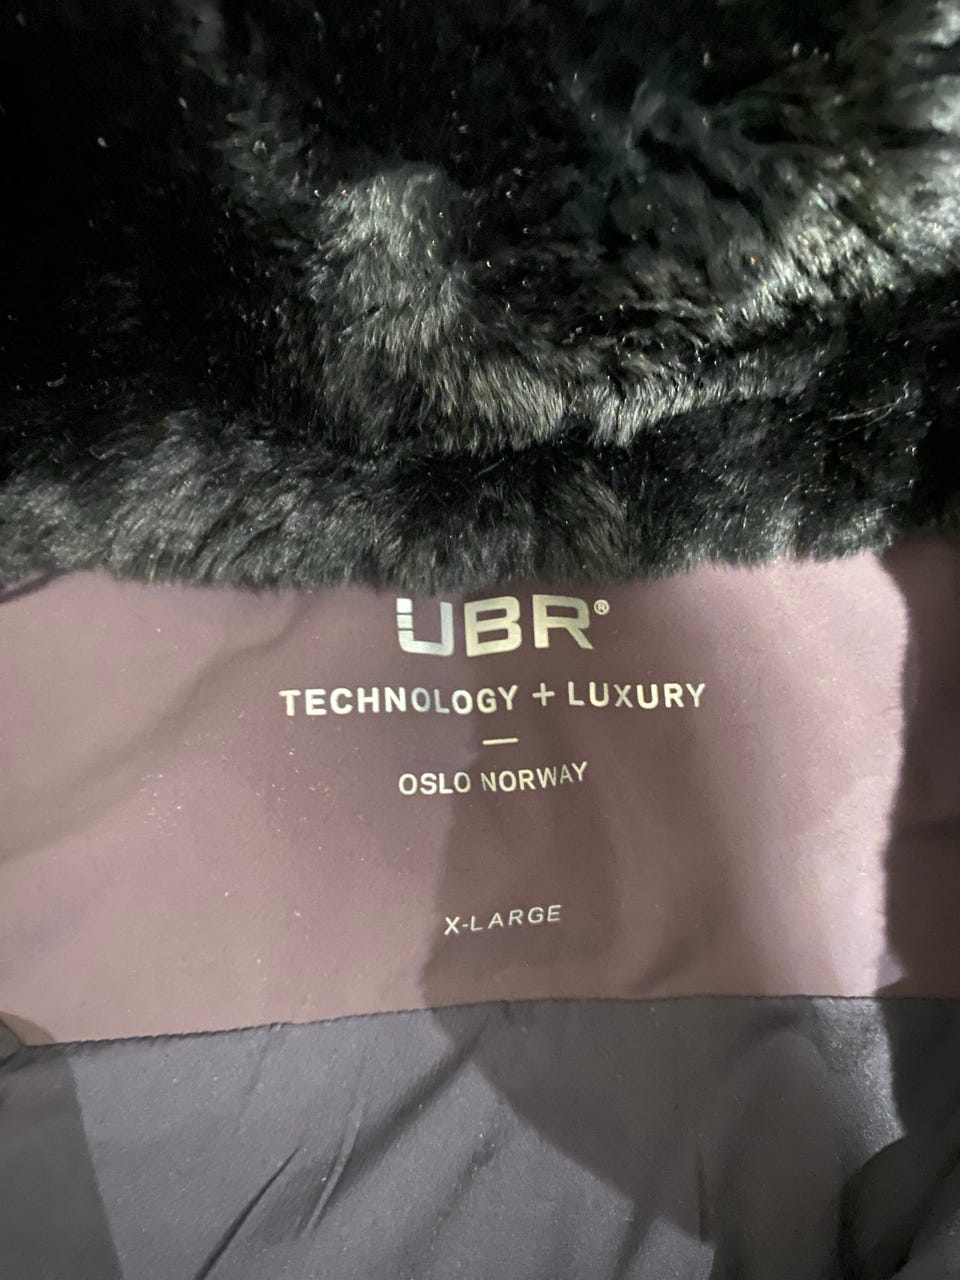 UBR®
TECHNOLOGY + LUXURY
OSLO NORWAY
X-LARGE